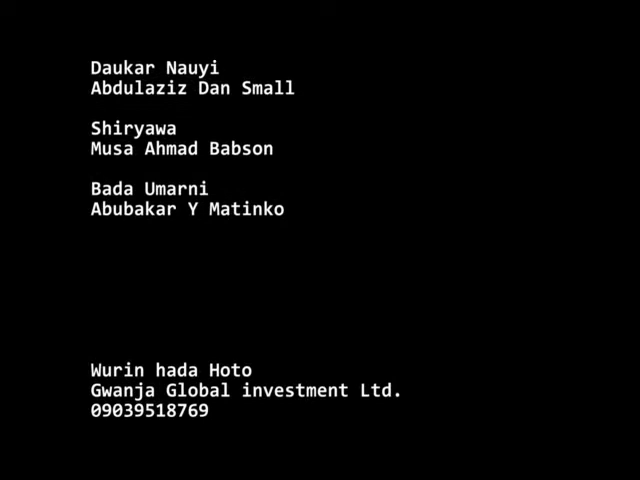 Daukar Nauyi
Abdulaziz Dan Small
Shiryawa
Musa Ahmad Babson
Bada Umarni
Abubakar Y Matinko
Wurin hada Hoto
Gwanja Global investment Ltd.
09039518769